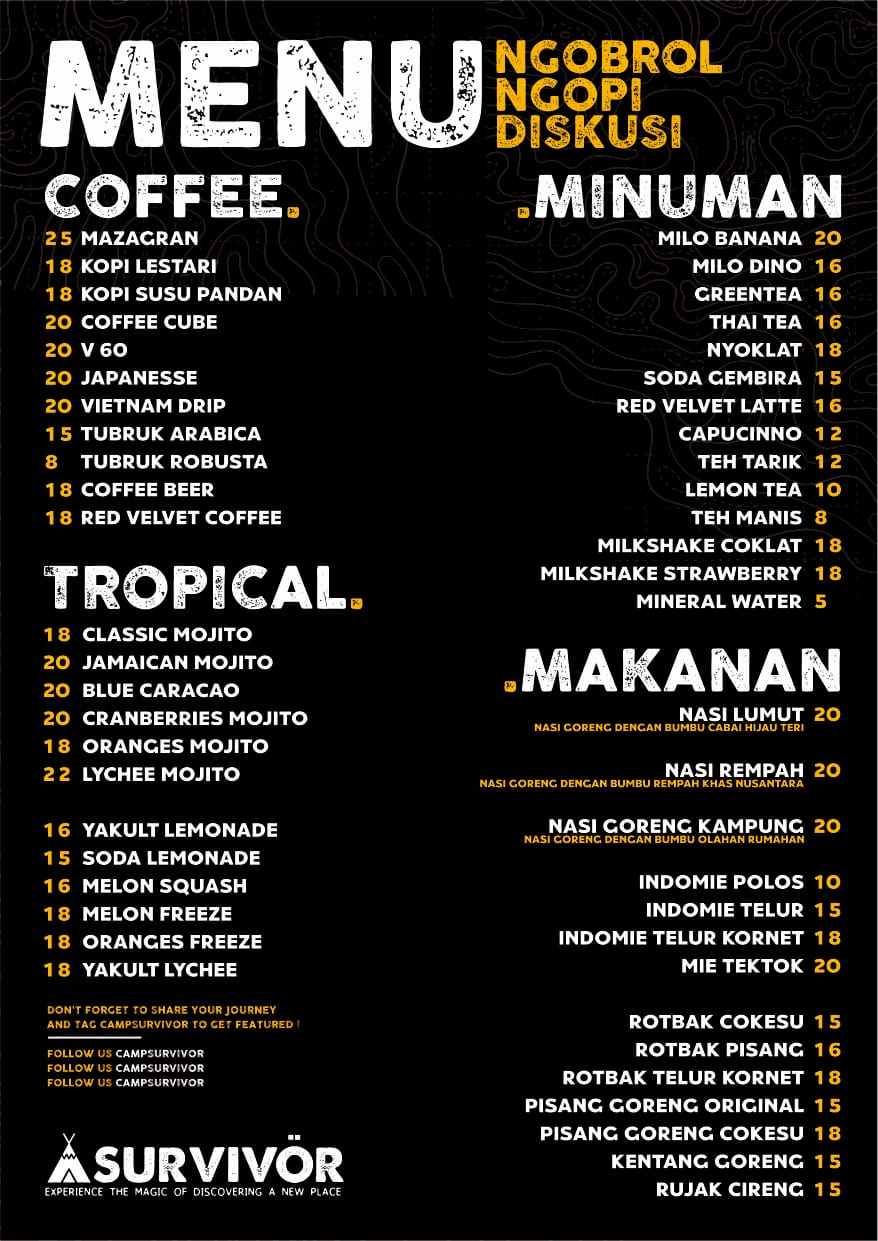 MENU
NGOBROL
NGOPI
DISKUSI
COFFEE.
25 MAZAGRAN
18 KOPI LESTARI
18 KOPI SUSU PANDAN
20 COFFEE CUBE
20 V 60
20 JAPANESSE
20 VIETNAM DRIP
15 TUBRUK ARABICA
8 TUBRUK ROBUSTA
18 COFFEE BEER
18 RED VELVET COFFEE
TROPICAL.
18 CLASSIC MOJITO
20 JAMAICAN MOJITO
20 BLUE CARACAO
20 CRANBERRIES MOJITO
18 ORANGES MOJITO
22 LYCHEE MOJITO
16 YAKULT LEMONADE
15 SODA LEMONADE
16 MELON SQUASH
18 MELON FREEZE
18 ORANGES FREEZE
18 YAKULT LYCHEE
DON'T FORGET TO SHARE YOUR JOURNEY
AND TAG CAMPSURVIVOR TO GET FEATURED !
FOLLOW US CAMPSURVIVOR
FOLLOW US CAMPSURVIVOR
FOLLOW US CAMPSURVIVOR
SURVIVÖR
EXPERIENCE THE MAGIC OF DISCOVERING A NEW PLACE
.MINUMAN
MILO BANANA 20
MILO DINO 16
GREENTEA 16
THAI TEA 16
NYOKLAT 18
SODA GEMBIRA 15
RED VELVET LATTE 16
CAPUCINNO 12
TEH TARIK 12
LEMON TEA 10
TEH MANIS 8
MILKSHAKE COKLAT 18
MILKSHAKE STRAWBERRY 18
MINERAL WATER 5
.MAKANAN
NASI LUMUT 20
NASI GORENG DENGAN BUMBU CABAI HIJAU TERI
NASI REMPAH 20
NASI GORENG DENGAN BUMBU REMPAH KHAS NUSANTARA
NASI GORENG KAMPUNG 20
NASI GORENG DENGAN BUMBU OLAHAN RUMAHAN
INDOMIE POLOS 10
INDOMIE TELUR 15
INDOMIE TELUR KORNET 18
MIE TEKTOK 20
ROTBAK COKESU 15
ROTBAK PISANG 16
ROTBAK TELUR KORNET 18
PISANG GORENG ORIGINAL 15
PISANG GORENG COKESU 18
KENTANG GORENG 15
RUJAK CIRENG 15